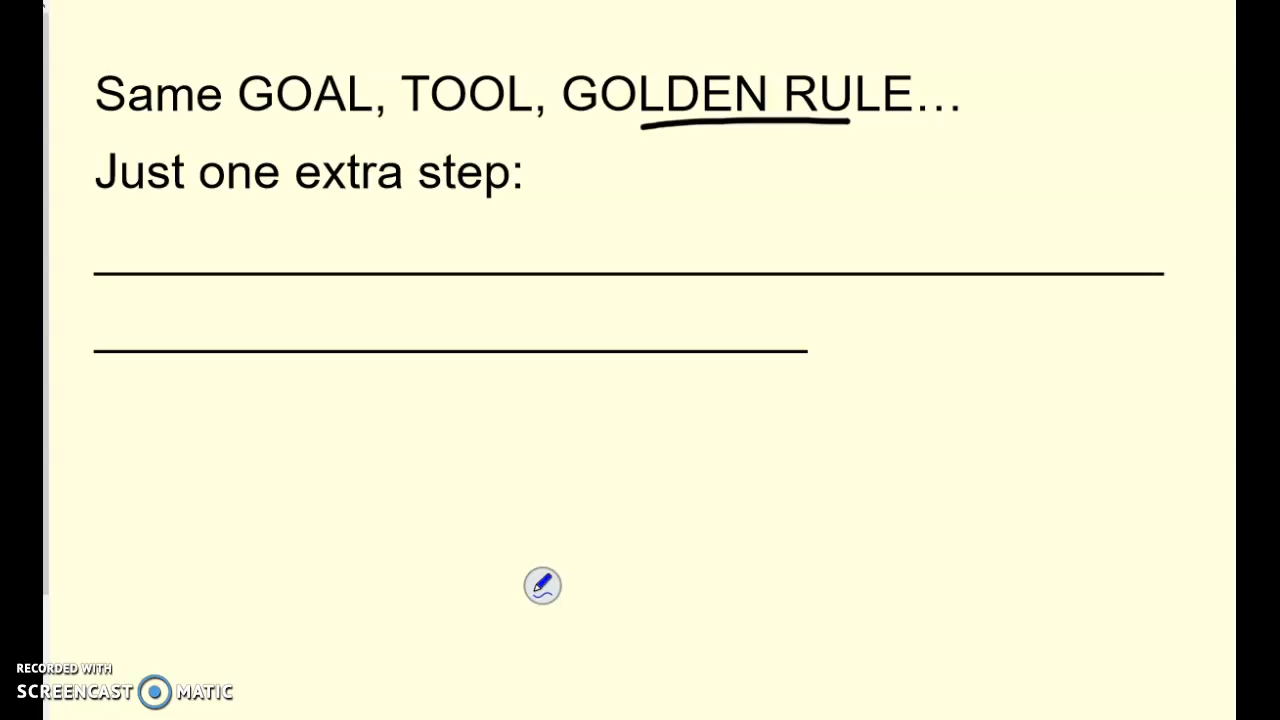 Same GOAL, TOOL, GOLDEN RULE…
Just one extra step:
RECORDED WITH
SCREENCAST MATIC